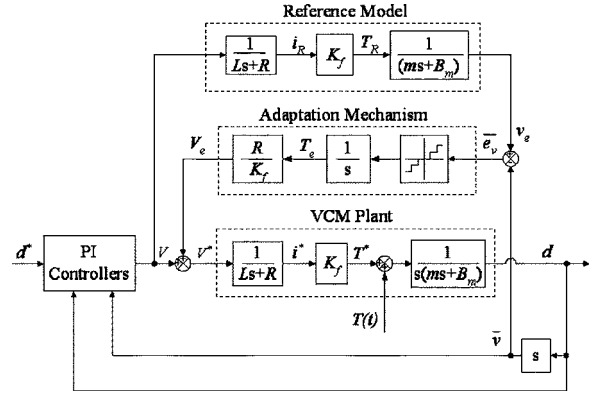 Reference Model
1
Ls+R
i_R
K_f
T_R
1
(ms+B_m)
Adaptation Mechanism
V_e
R
K_f
T_e
1
s
e̅_v
v_e
VCM Plant
d*
PI
Controllers
V
V*
1
Ls+R
i*
K_f
T*
1
s(ms+B_m)
d
T(t)
v̅
s